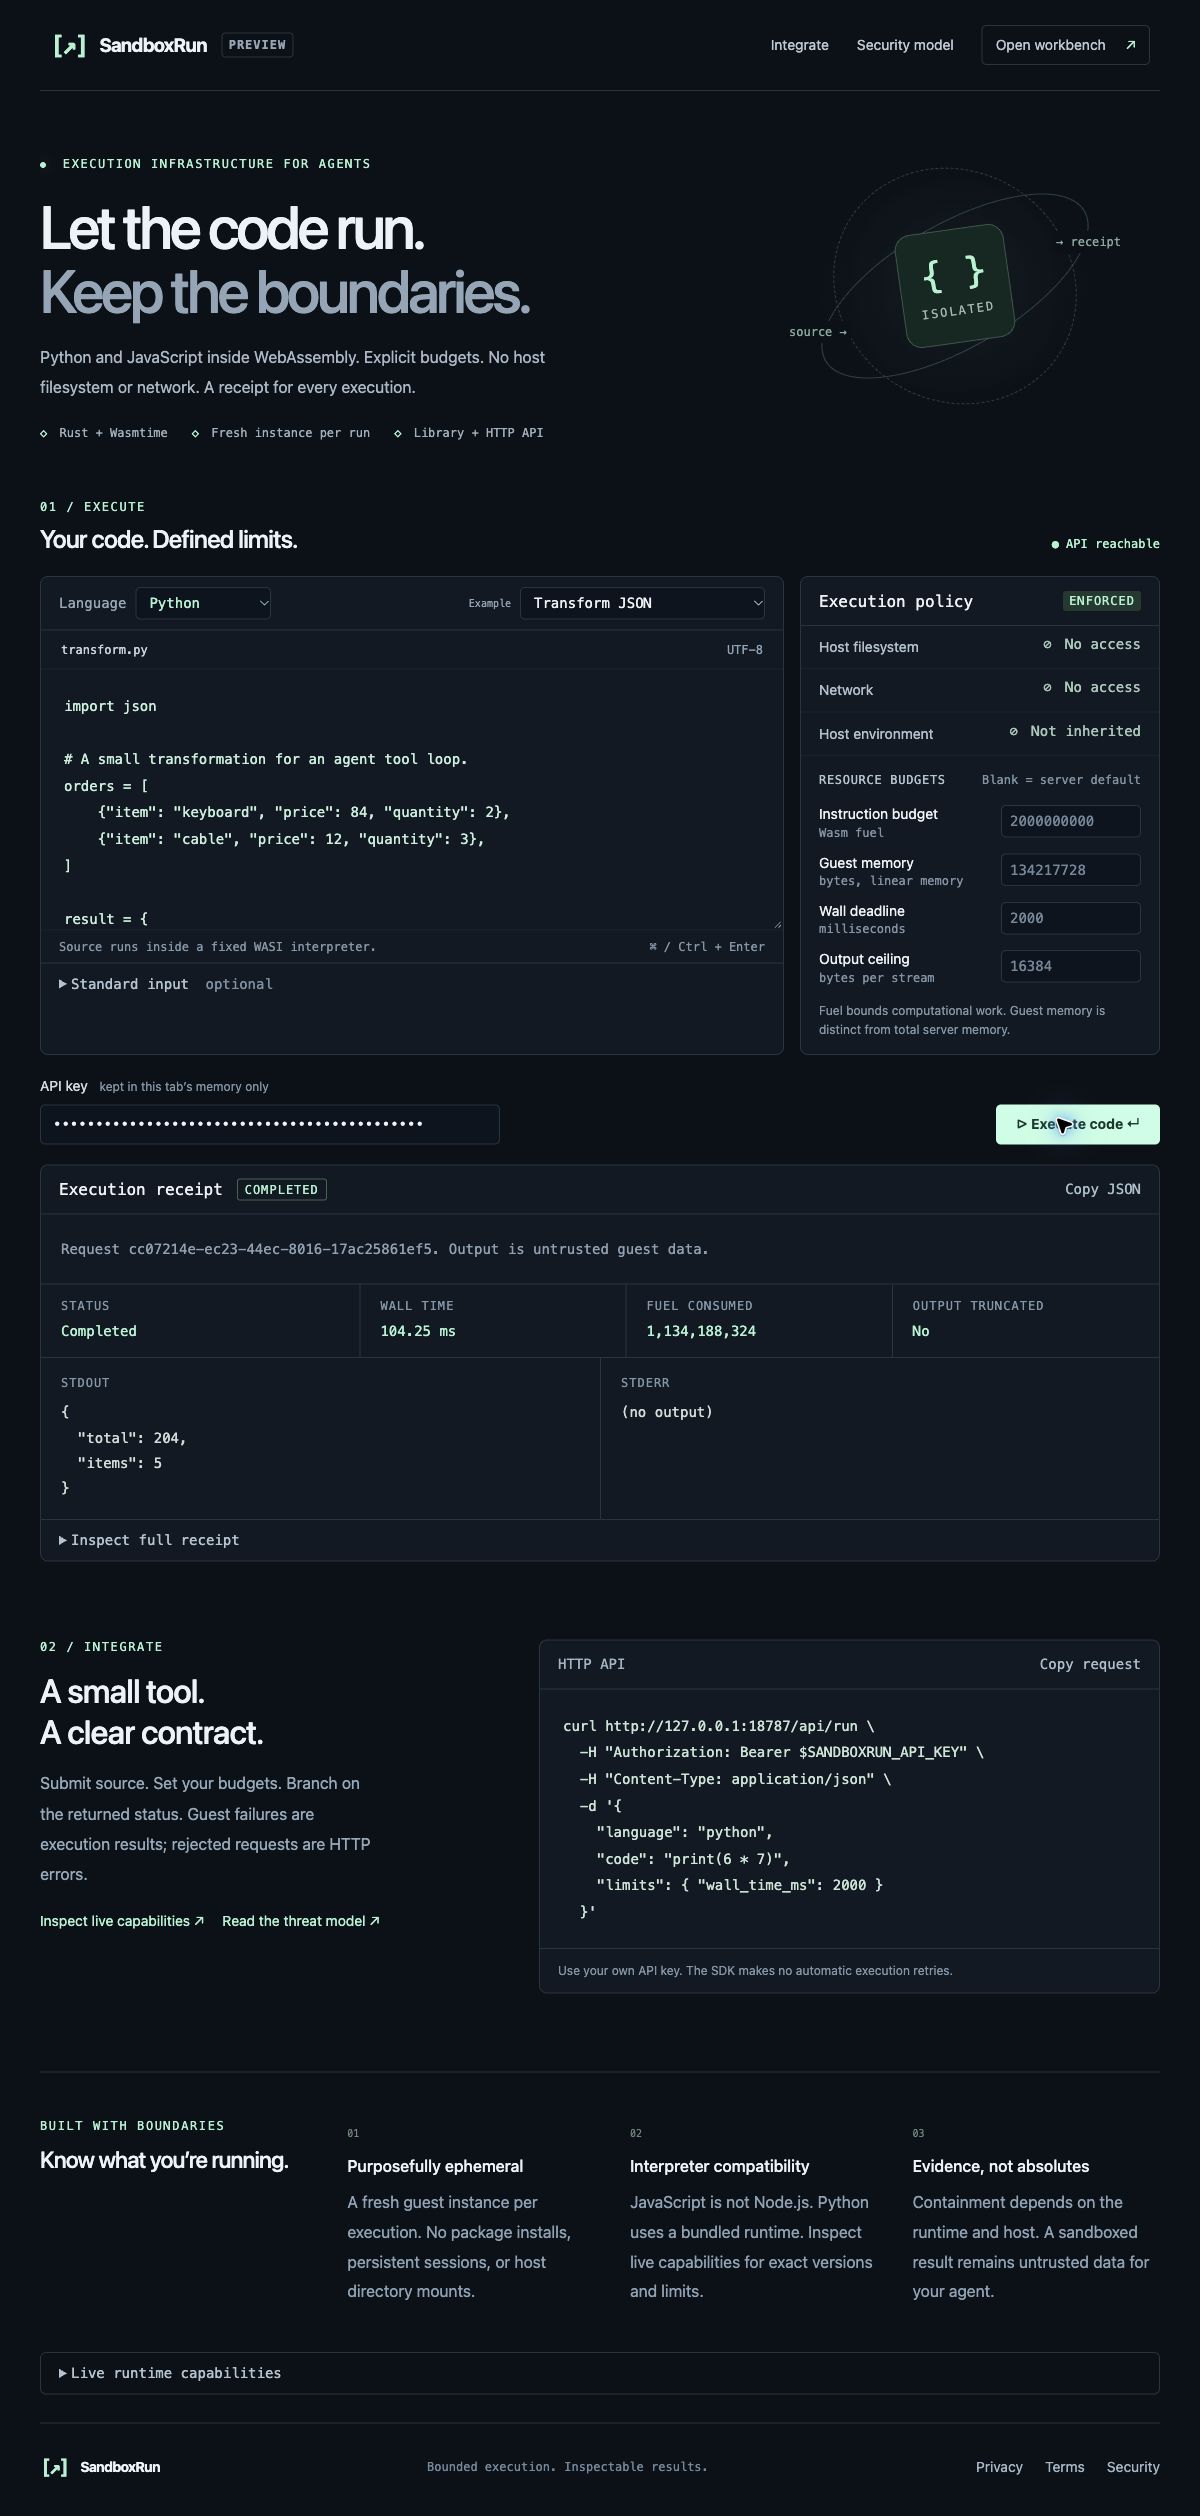 [↗] SandboxRun PREVIEW
Integrate Security model Open workbench ↗
● EXECUTION INFRASTRUCTURE FOR AGENTS
Let the code run.
Keep the boundaries.
Python and JavaScript inside WebAssembly. Explicit budgets. No host
filesystem or network. A receipt for every execution.
◇ Rust + Wasmtime ◇ Fresh instance per run ◇ Library + HTTP API
→ receipt
{ }
ISOLATED
source →
01 / EXECUTE
Your code. Defined limits.
● API reachable
Language Python Example Transform JSON
transform.py UTF-8
import json
# A small transformation for an agent tool loop.
orders = [
{"item": "keyboard", "price": 84, "quantity": 2},
{"item": "cable", "price": 12, "quantity": 3},
]
result = {
Source runs inside a fixed WASI interpreter. ⌘ / Ctrl + Enter
▶ Standard input optional
Execution policy ENFORCED
Host filesystem ⊘ No access
Network ⊘ No access
Host environment ⊘ Not inherited
RESOURCE BUDGETS Blank = server default
Instruction budget 2000000000
Wasm fuel
Guest memory 134217728
bytes, linear memory
Wall deadline 2000
milliseconds
Output ceiling 16384
bytes per stream
Fuel bounds computational work. Guest memory is
distinct from total server memory.
API key kept in this tab's memory only
••••••••••••••••••••••••••••••••••••••••••••
▷ Execute code ↵
Execution receipt COMPLETED Copy JSON
Request cc07214e-ec23-44ec-8016-17ac25861ef5. Output is untrusted guest data.
STATUS WALL TIME FUEL CONSUMED OUTPUT TRUNCATED
Completed 104.25 ms 1,134,188,324 No
STDOUT
{
"total": 204,
"items": 5
}
STDERR
(no output)
▶ Inspect full receipt
02 / INTEGRATE
A small tool.
A clear contract.
Submit source. Set your budgets. Branch on
the returned status. Guest failures are
execution results; rejected requests are HTTP
errors.
Inspect live capabilities ↗ Read the threat model ↗
HTTP API Copy request
curl http://127.0.0.1:18787/api/run \
-H "Authorization: Bearer $SANDBOXRUN_API_KEY" \
-H "Content-Type: application/json" \
-d '{
"language": "python",
"code": "print(6 * 7)",
"limits": { "wall_time_ms": 2000 }
}'
Use your own API key. The SDK makes no automatic execution retries.
BUILT WITH BOUNDARIES
Know what you're running.
01
Purposefully ephemeral
A fresh guest instance per
execution. No package installs,
persistent sessions, or host
directory mounts.
02
Interpreter compatibility
JavaScript is not Node.js. Python
uses a bundled runtime. Inspect
live capabilities for exact versions
and limits.
03
Evidence, not absolutes
Containment depends on the
runtime and host. A sandboxed
result remains untrusted data for
your agent.
▶ Live runtime capabilities
[↗] SandboxRun
Bounded execution. Inspectable results.
Privacy Terms Security